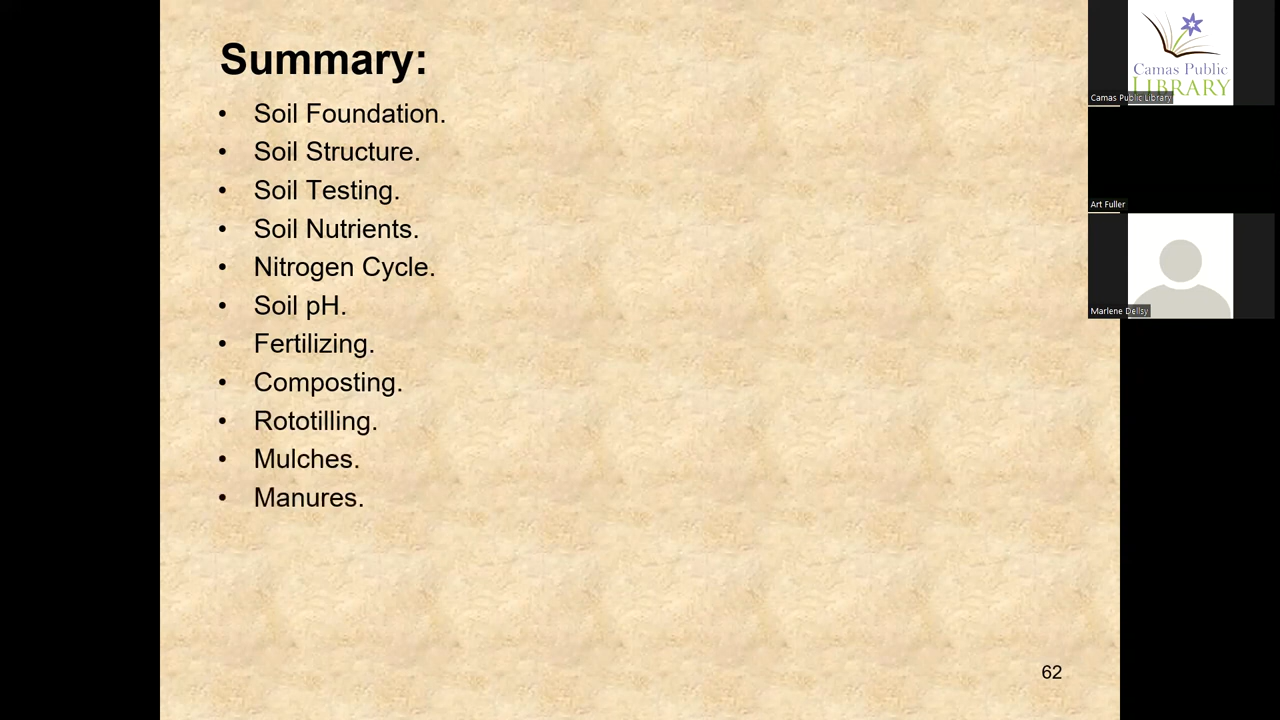 Summary:
• Soil Foundation.
• Soil Structure.
• Soil Testing.
• Soil Nutrients.
• Nitrogen Cycle.
• Soil pH.
• Fertilizing.
• Composting.
• Rototilling.
• Mulches.
• Manures.
62
Camas Public
LIBRARY
Camas Public Library
Art Fuller
Marlene Dellsy